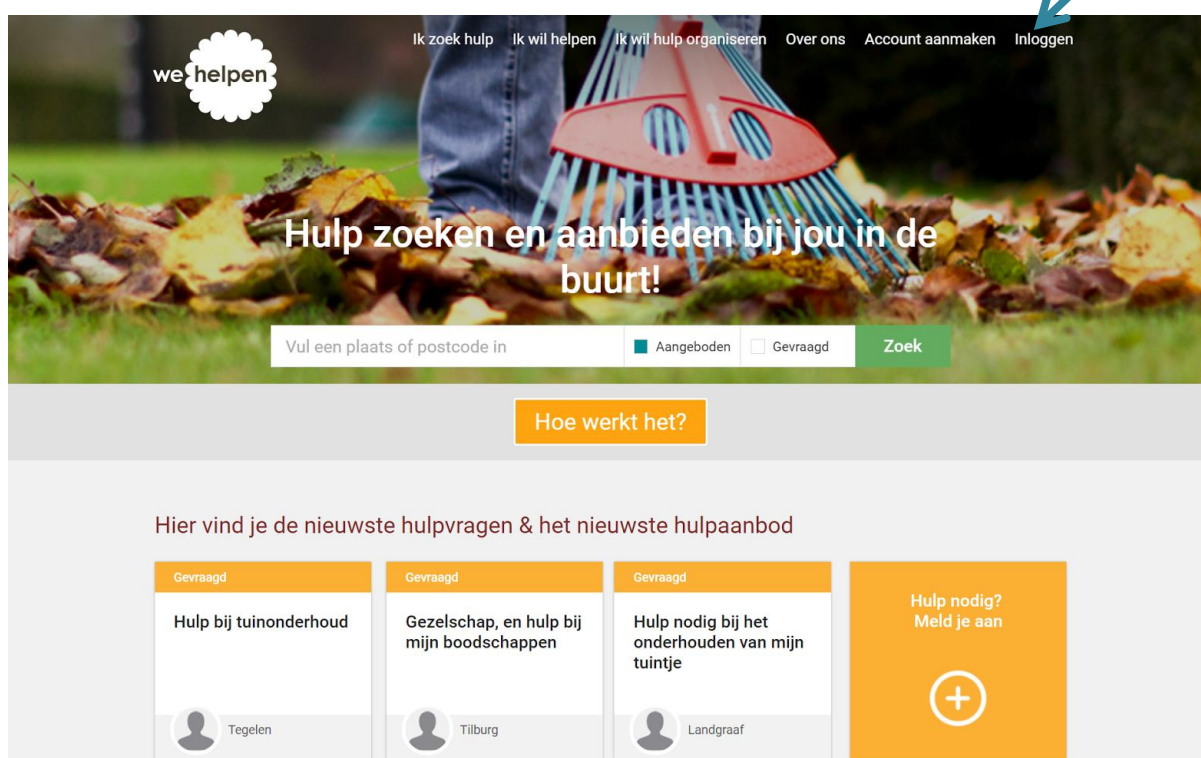 Ik zoek hulp Ik wil helpen Ik wil hulp organiseren Over ons Account aanmaken Inloggen
we helpen
Hulp zoeken en aanbieden bij jou in de
buurt!
Vul een plaats of postcode in Aangeboden Gevraagd Zoek
Hoe werkt het?
Hier vind je de nieuwste hulpvragen & het nieuwste hulpaanbod
Gevraagd
Hulp bij tuinonderhoud
Tegelen
Gevraagd
Gezelschap, en hulp bij
mijn boodschappen
Tilburg
Gevraagd
Hulp nodig bij het
onderhouden van mijn
tuintje
Landgraaf
Hulp nodig?
Meld je aan